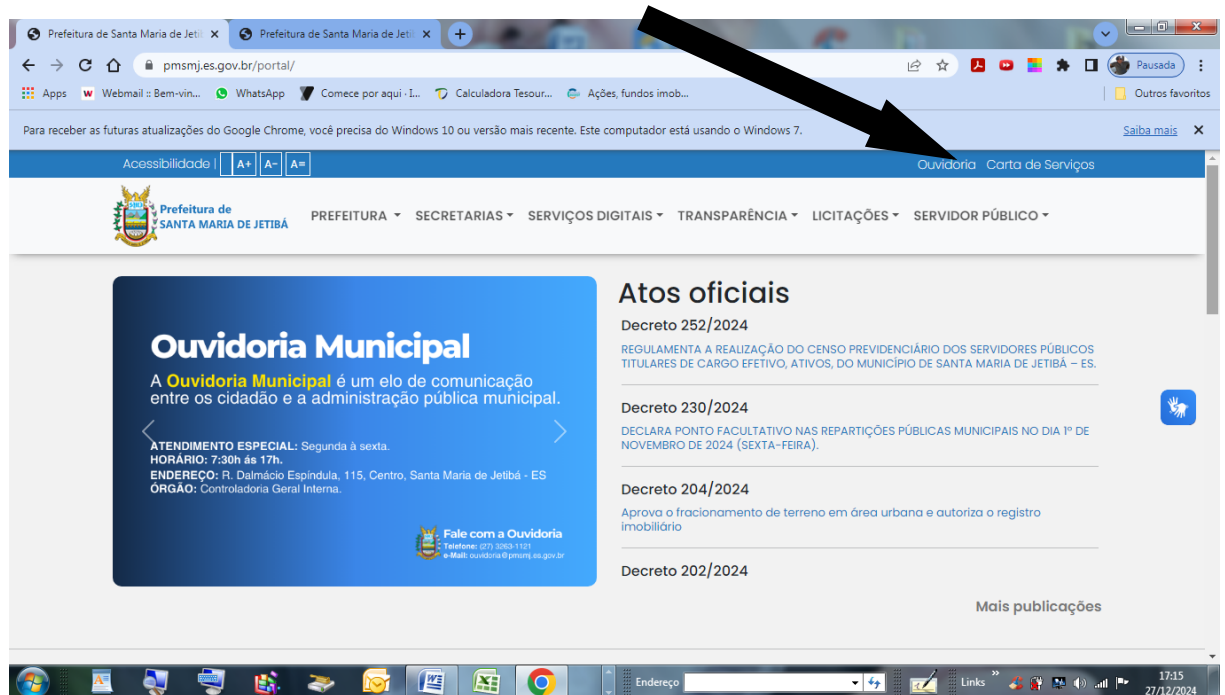 Prefeitura de Santa Maria de Jetib
Prefeitura de Santa Maria de Jetib
pmsmj.es.gov.br/portal/
Pausada
Apps
Webmail :: Bem-vin...
WhatsApp
Comece por aqui - I...
Calculadora Tesour...
Ações, fundos imob...
Outros favoritos
Para receber as futuras atualizações do Google Chrome, você precisa do Windows 10 ou versão mais recente. Este computador está usando o Windows 7.
Saiba mais
Acessibilidade | A+ A- A=
Ouvidoria Carta de Serviços
Prefeitura de
SANTA MARIA DE JETIBÁ
PREFEITURA SECRETARIAS SERVIÇOS DIGITAIS TRANSPARÊNCIA LICITAÇÕES SERVIDOR PÚBLICO
Ouvidoria Municipal
A Ouvidoria Municipal é um elo de comunicação
entre os cidadão e a administração pública municipal.
ATENDIMENTO ESPECIAL: Segunda à sexta.
HORÁRIO: 7:30h ás 17h.
ENDEREÇO: R. Dalmácio Espíndula, 115, Centro, Santa Maria de Jetibá - ES
ÓRGÃO: Controladoria Geral Interna.
Fale com a Ouvidoria
Telefone: (27) 3263-1121
e-Mail: ouvidoria@pmsmj.es.gov.br
Atos oficiais
Decreto 252/2024
REGULAMENTA A REALIZAÇÃO DO CENSO PREVIDENCIÁRIO DOS SERVIDORES PÚBLICOS
TITULARES DE CARGO EFETIVO, ATIVOS, DO MUNICÍPIO DE SANTA MARIA DE JETIBÁ – ES.
Decreto 230/2024
DECLARA PONTO FACULTATIVO NAS REPARTIÇÕES PÚBLICAS MUNICIPAIS NO DIA 1º DE
NOVEMBRO DE 2024 (SEXTA-FEIRA).
Decreto 204/2024
Aprova o fracionamento de terreno em área urbana e autoriza o registro
imobiliário
Decreto 202/2024
Mais publicações
Endereço
Links
17:15
27/12/2024